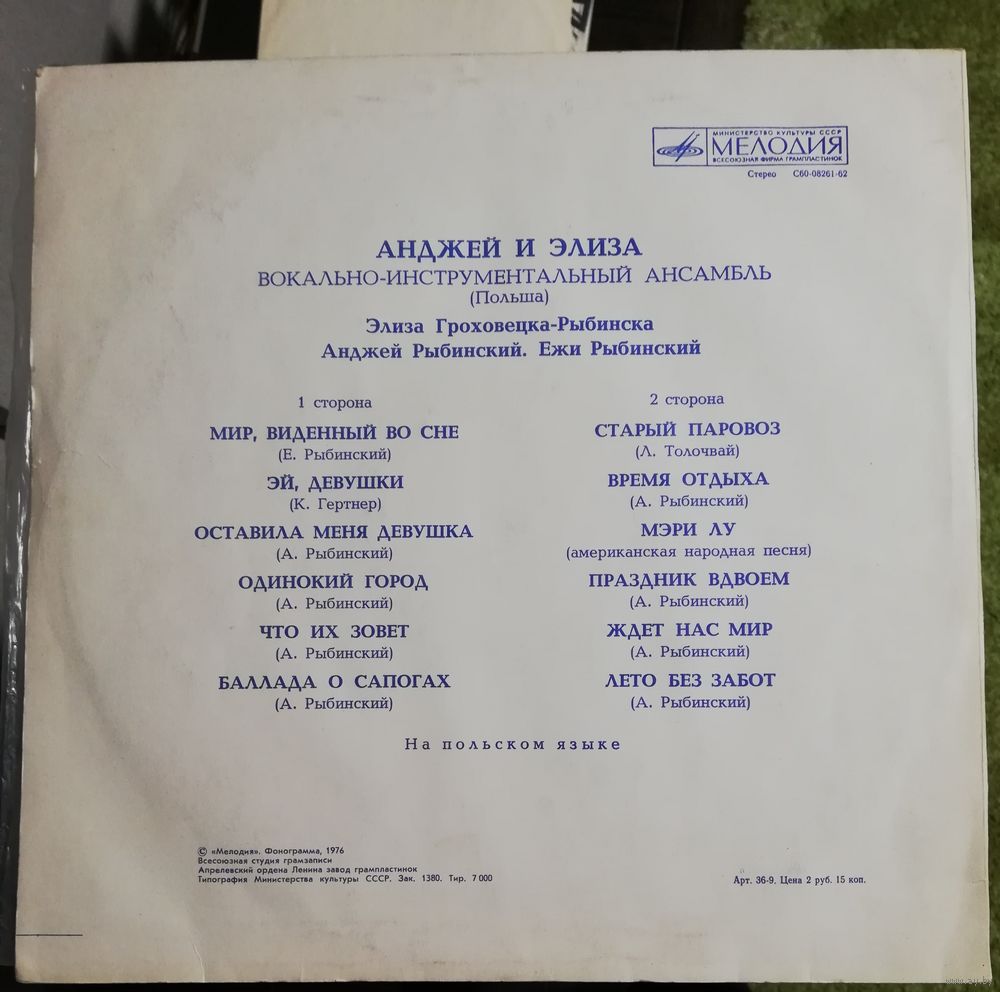 МИНИСТЕРСТВО КУЛЬТУРЫ СССР
МЕЛОДИЯ
ВСЕСОЮЗНАЯ ФИРМА ГРАМПЛАСТИНОК
Стерео С60-08261-62
АНДЖЕЙ И ЭЛИЗА
ВОКАЛЬНО-ИНСТРУМЕНТАЛЬНЫЙ АНСАМБЛЬ
(Польша)
Элиза Гроховецка-Рыбинска
Анджей Рыбинский. Ежи Рыбинский
1 сторона
МИР, ВИДЕННЫЙ ВО СНЕ
(Е. Рыбинский)
ЭЙ, ДЕВУШКИ
(К. Гертнер)
ОСТАВИЛА МЕНЯ ДЕВУШКА
(А. Рыбинский)
ОДИНОКИЙ ГОРОД
(А. Рыбинский)
ЧТО ИХ ЗОВЕТ
(А. Рыбинский)
БАЛЛАДА О САПОГАХ
(А. Рыбинский)
2 сторона
СТАРЫЙ ПАРОВОЗ
(Л. Толочвай)
ВРЕМЯ ОТДЫХА
(А. Рыбинский)
МЭРИ ЛУ
(американская народная песня)
ПРАЗДНИК ВДВОЕМ
(А. Рыбинский)
ЖДЕТ НАС МИР
(А. Рыбинский)
ЛЕТО БЕЗ ЗАБОТ
(А. Рыбинский)
На польском языке
© «Мелодия». Фонограмма, 1976
Всесоюзная студия грамзаписи
Апрелевский ордена Ленина завод грампластинок
Типография Министерства культуры СССР. Зак. 1380. Тир. 7 000
Арт. 36-9. Цена 2 руб. 15 коп.